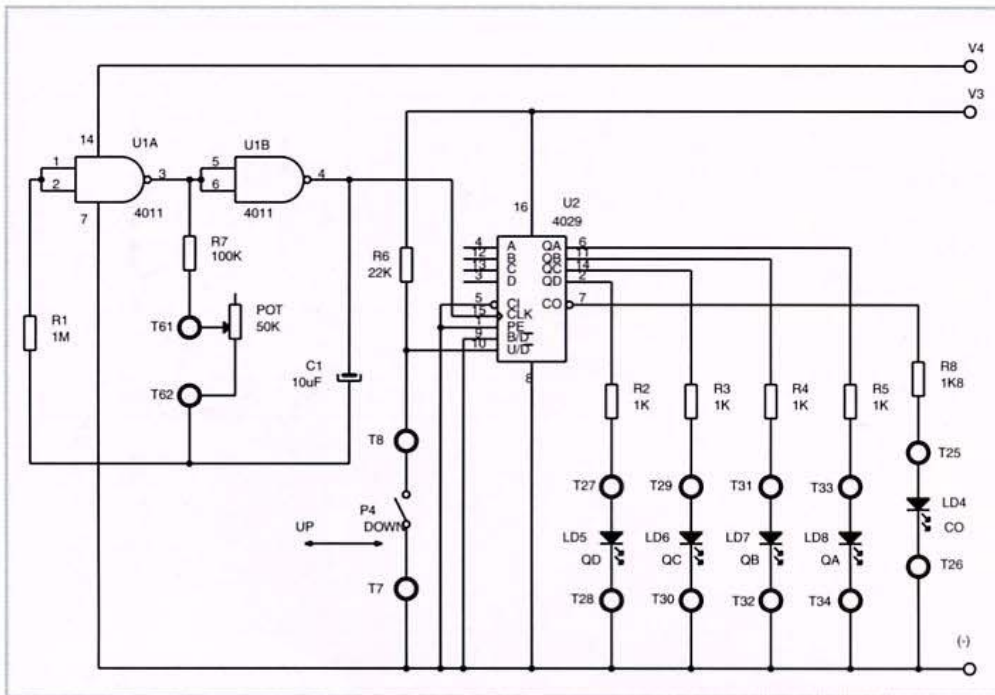 V4
V3
14
U1A
U1B
1
2
3
5
6
4
7
4011
4011
R7
100K
R6
22K
16
U2
4029
4 A QA 6
12 B QB 11
13 C QC 14
3 D QD 2
5 CI CO 7
15 CLK
1 PE
9 B/D
10 U/D
8
R1
1M
T61
POT
50K
T62
C1
10uF
R2
1K
R3
1K
R4
1K
R5
1K
R8
1K8
T8
T25
P4
UP DOWN
T27
T29
T31
T33
LD4
CO
LD5
QD
LD6
QC
LD7
QB
LD8
QA
T26
T7
T28
T30
T32
T34
(-)